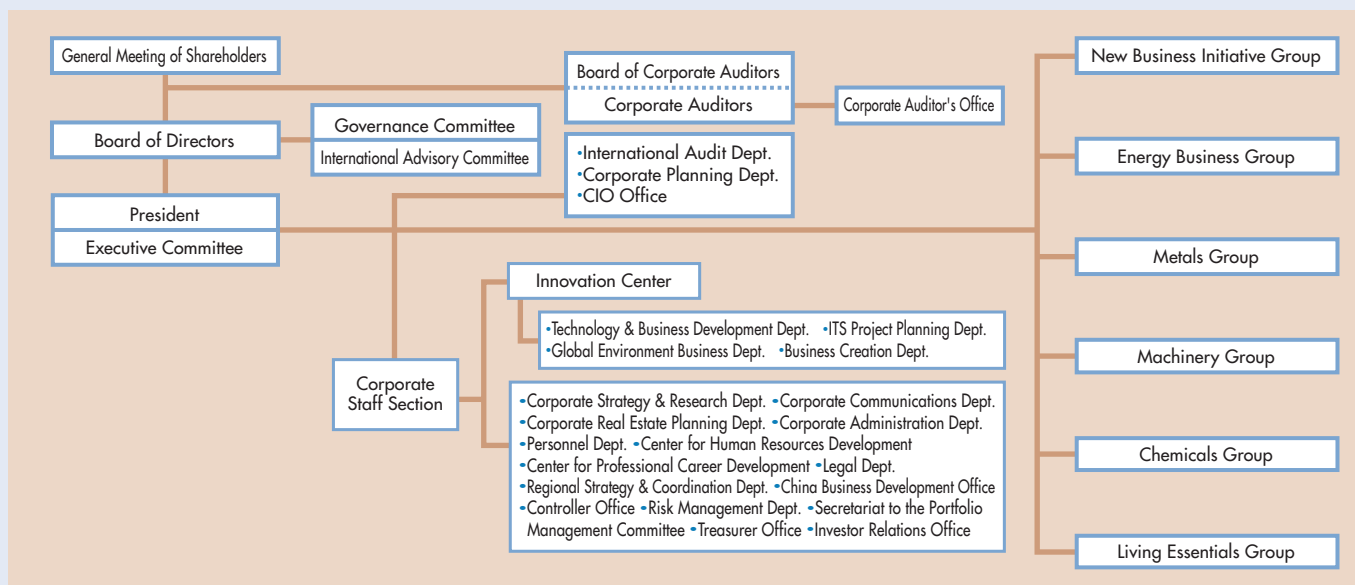 General Meeting of Shareholders
Board of Directors
Governance Committee
International Advisory Committee
President
Executive Committee
Board of Corporate Auditors
Corporate Auditors
Corporate Auditor's Office
•International Audit Dept.
•Corporate Planning Dept.
•CIO Office
Corporate
Staff Section
Innovation Center
•Technology & Business Development Dept. •ITS Project Planning Dept.
•Global Environment Business Dept. •Business Creation Dept.
•Corporate Strategy & Research Dept. •Corporate Communications Dept.
•Corporate Real Estate Planning Dept. •Corporate Administration Dept.
•Personnel Dept. •Center for Human Resources Development
•Center for Professional Career Development •Legal Dept.
•Regional Strategy & Coordination Dept. •China Business Development Office
•Controller Office •Risk Management Dept. •Secretariat to the Portfolio
Management Committee •Treasurer Office •Investor Relations Office
New Business Initiative Group
Energy Business Group
Metals Group
Machinery Group
Chemicals Group
Living Essentials Group